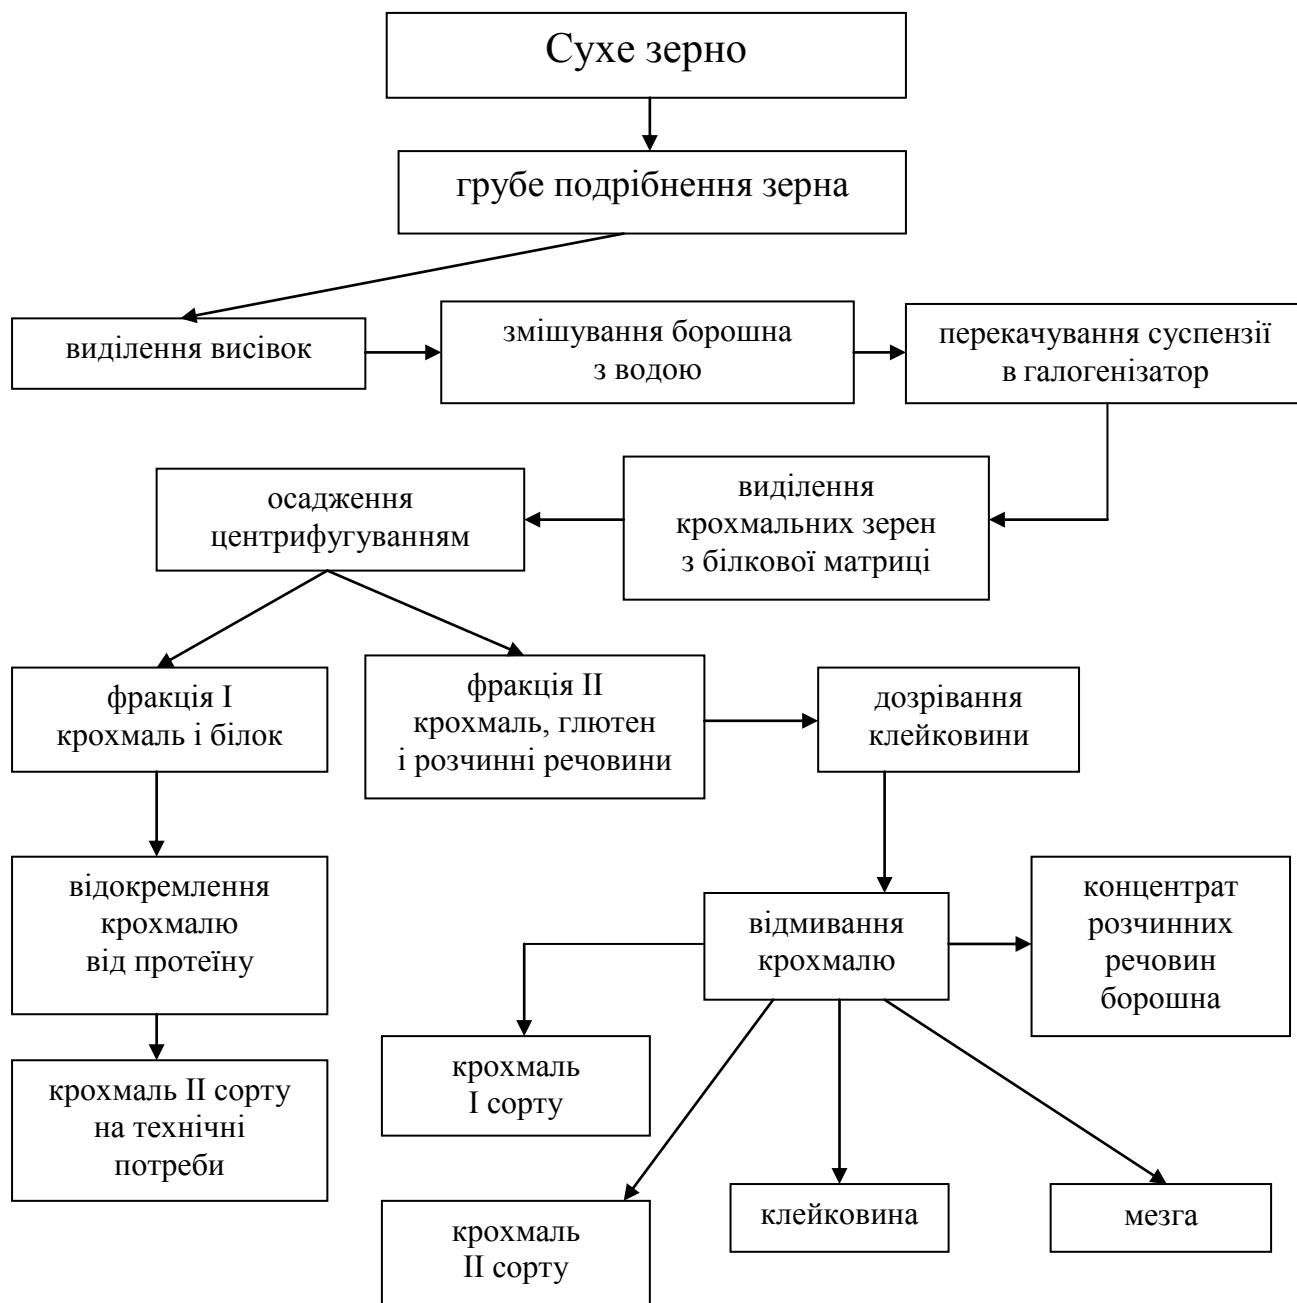 Сухе зерно
грубе подрібнення зерна
виділення висівок
змішування борошна
з водою
перекачування суспензії
в галогенізатор
осадження
центрифугуванням
виділення
крохмальних зерен
з білкової матриці
фракція I
крохмаль і білок
фракція II
крохмаль, глютен
і розчинні речовини
дозрівання
клейковини
відокремлення
крохмалю
від протеїну
відмивання
крохмалю
концентрат
розчинних
речовин
борошна
крохмаль II сорту
на технічні
потреби
крохмаль
I сорту
крохмаль
II сорту
клейковина
мезга